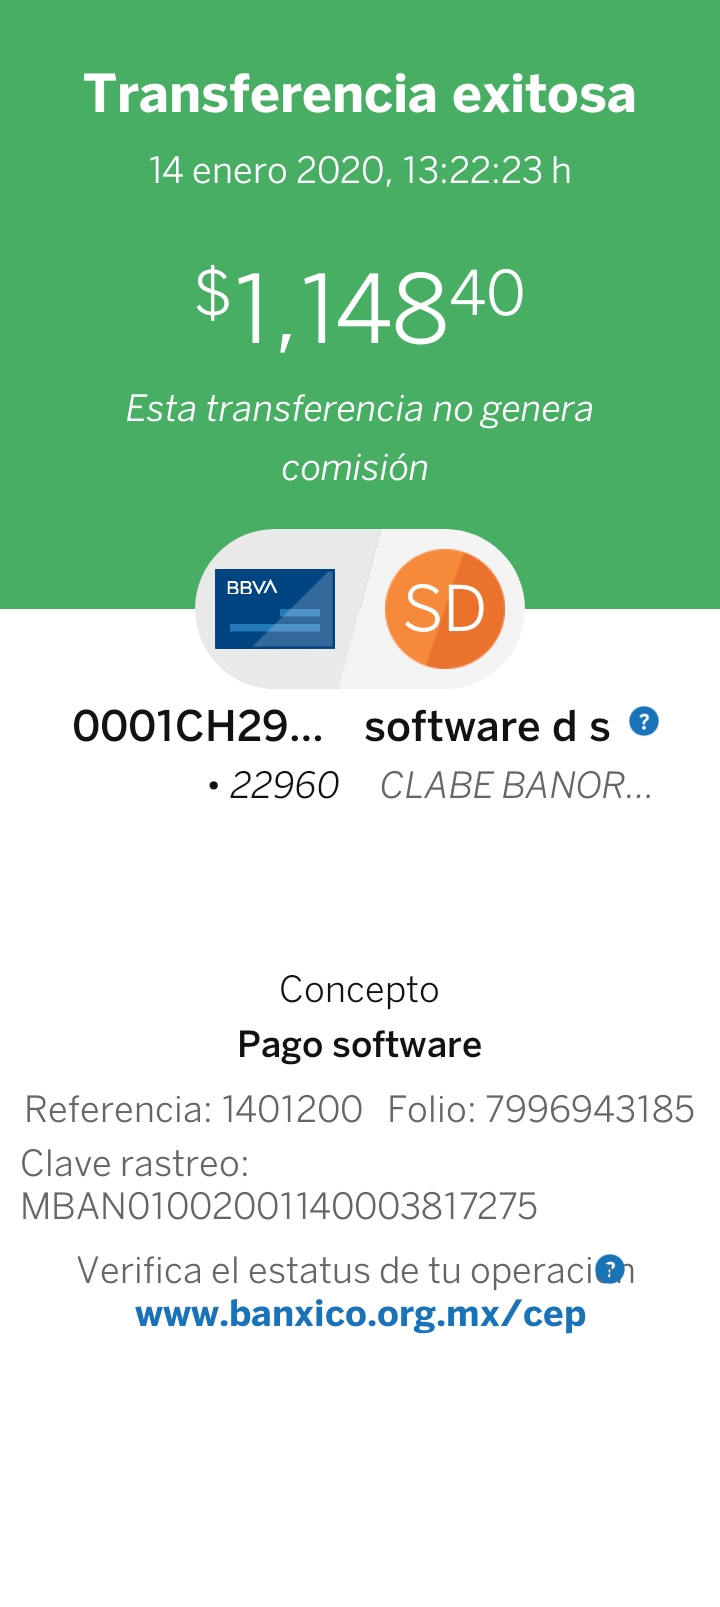 Transferencia exitosa
14 enero 2020, 13:22:23 h
$1,148.40
Esta transferencia no genera
comisión
BBVA
SD
0001CH29... software d s ?
• 22960 CLABE BANOR...
Concepto
Pago software
Referencia: 1401200 Folio: 7996943185
Clave rastreo:
MBAN01002001140003817275
Verifica el estatus de tu operación ?
www.banxico.org.mx/cep